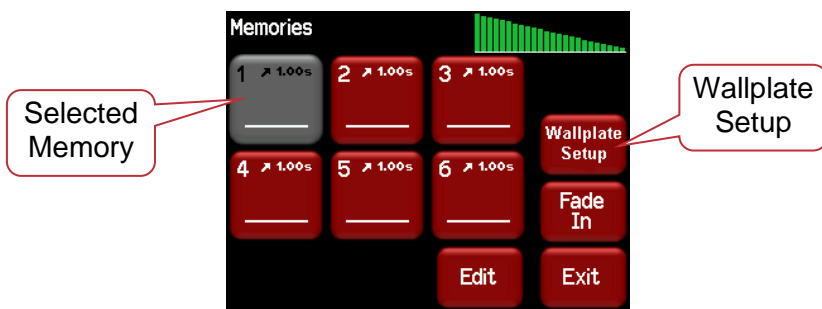 Memories
Selected
Memory
1 ↗ 1.00s
2 ↗ 1.00s
3 ↗ 1.00s
Wallplate
Setup
Wallplate
Setup
4 ↗ 1.00s
5 ↗ 1.00s
6 ↗ 1.00s
Fade
In
Edit
Exit